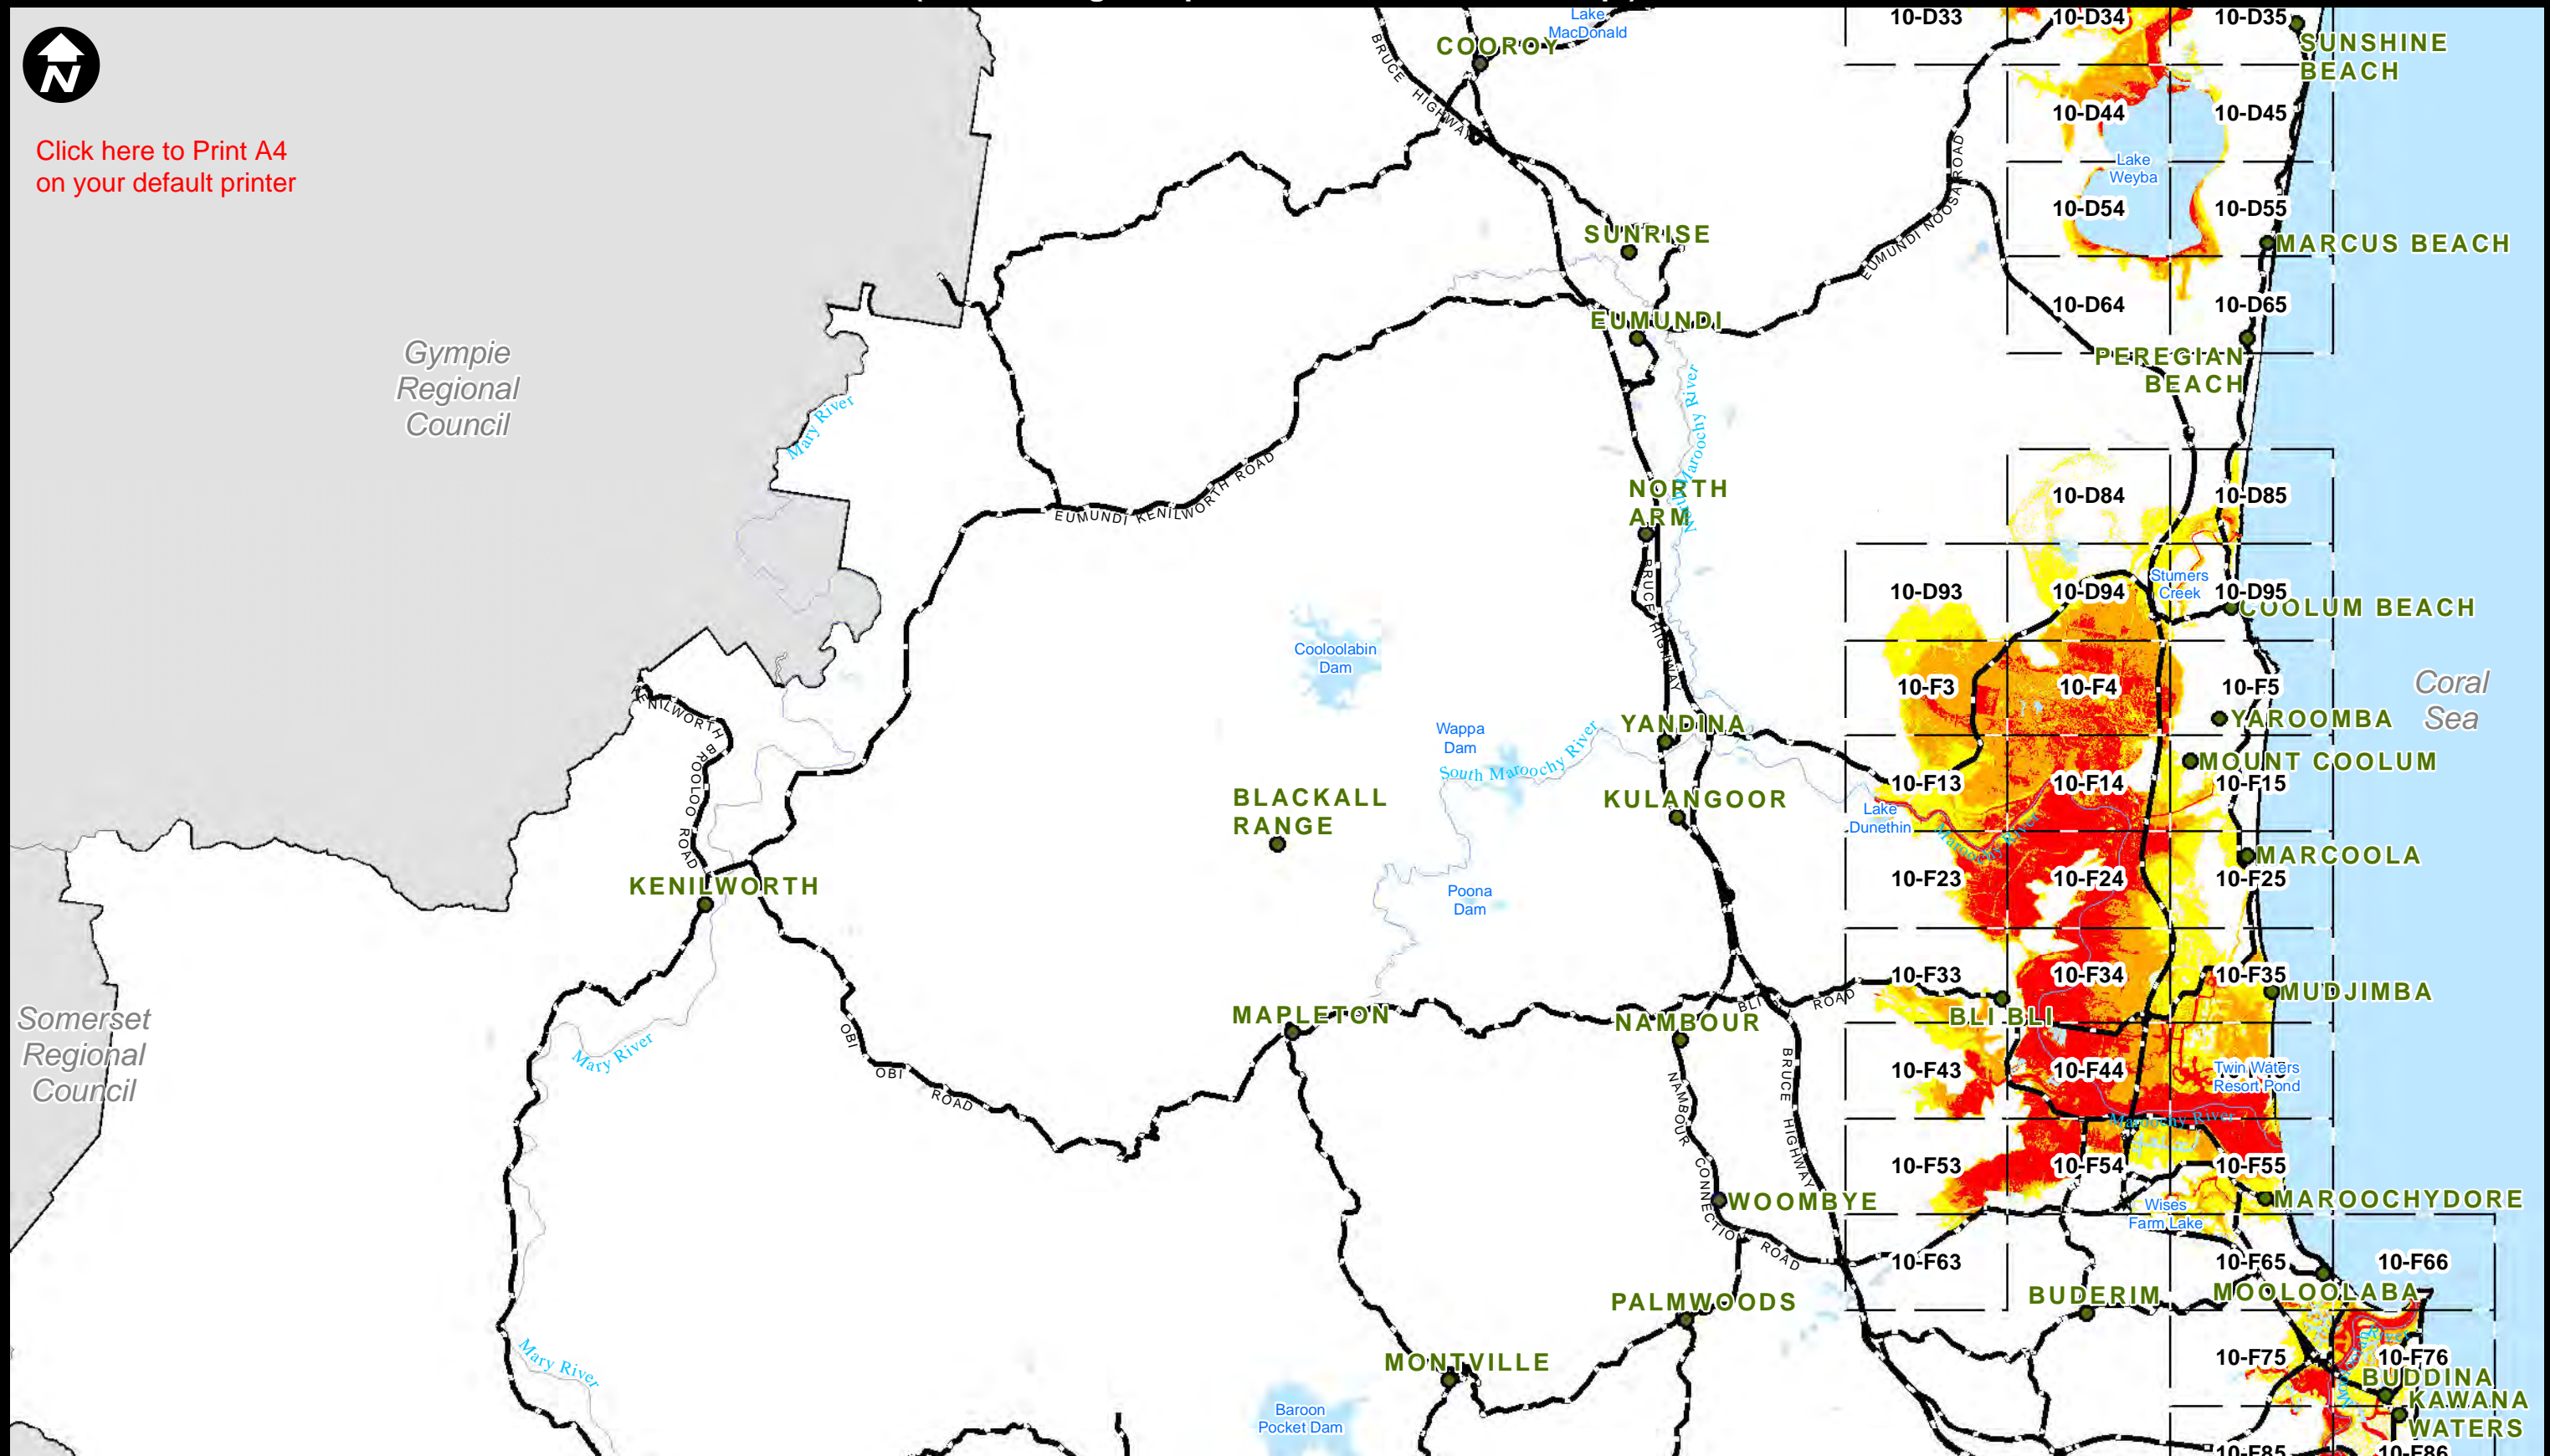 10-D33
10-D34
10-D35
Lake
MacDonald
COOROY
SUNSHINE
BEACH
N
BRUCE
HIGHWAY
10-D44
10-D45
Click here to Print A4
on your default printer
EUMUNDI NOOSA ROAD
Lake
Weyba
10-D54
10-D55
SUNRISE
MARCUS BEACH
10-D64
10-D65
EUMUNDI
Gympie
Regional
Council
PEREGIAN
BEACH
Mary River
North Maroochy River
EUMUNDI KENILWORTH ROAD
NORTH
ARM
10-D84
10-D85
BRUCE
HIGHWAY
Stumers
Creek
10-D93
10-D94
10-D95
COOLUM BEACH
Cooloolabin
Dam
10-F3
10-F4
10-F5
Coral
Sea
KENILWORTH BROOLOO ROAD
YAROOMBA
Wappa
Dam
YANDINA
South Maroochy River
MOUNT COOLUM
10-F13
10-F14
10-F15
BLACKALL
RANGE
KULANGOOR
Lake
Dunethin
Maroochy River
MARCOOLA
KENILWORTH
Poona
Dam
10-F23
10-F24
10-F25
10-F33
10-F34
10-F35
MUDJIMBA
BLI
ROAD
BLI BLI
MAPLETON
NAMBOUR
Somerset
Regional
Council
Mary River
OBI
OBI
ROAD
10-F43
10-F44
Twin Waters
Resort Pond
Maroochy River
NAMBOUR
CONNECTION
ROAD
BRUCE
HIGHWAY
10-F53
10-F54
10-F55
WOOMBYE
MAROOCHYDORE
Wises
Farm Lake
10-F63
10-F65
10-F66
PALMWOODS
BUDERIM
MOOLOOLABA
Mary River
MONTVILLE
10-F75
10-F76
BUDDINA
KAWANA
WATERS
Baroon
Pocket Dam
10-F85
10-F86